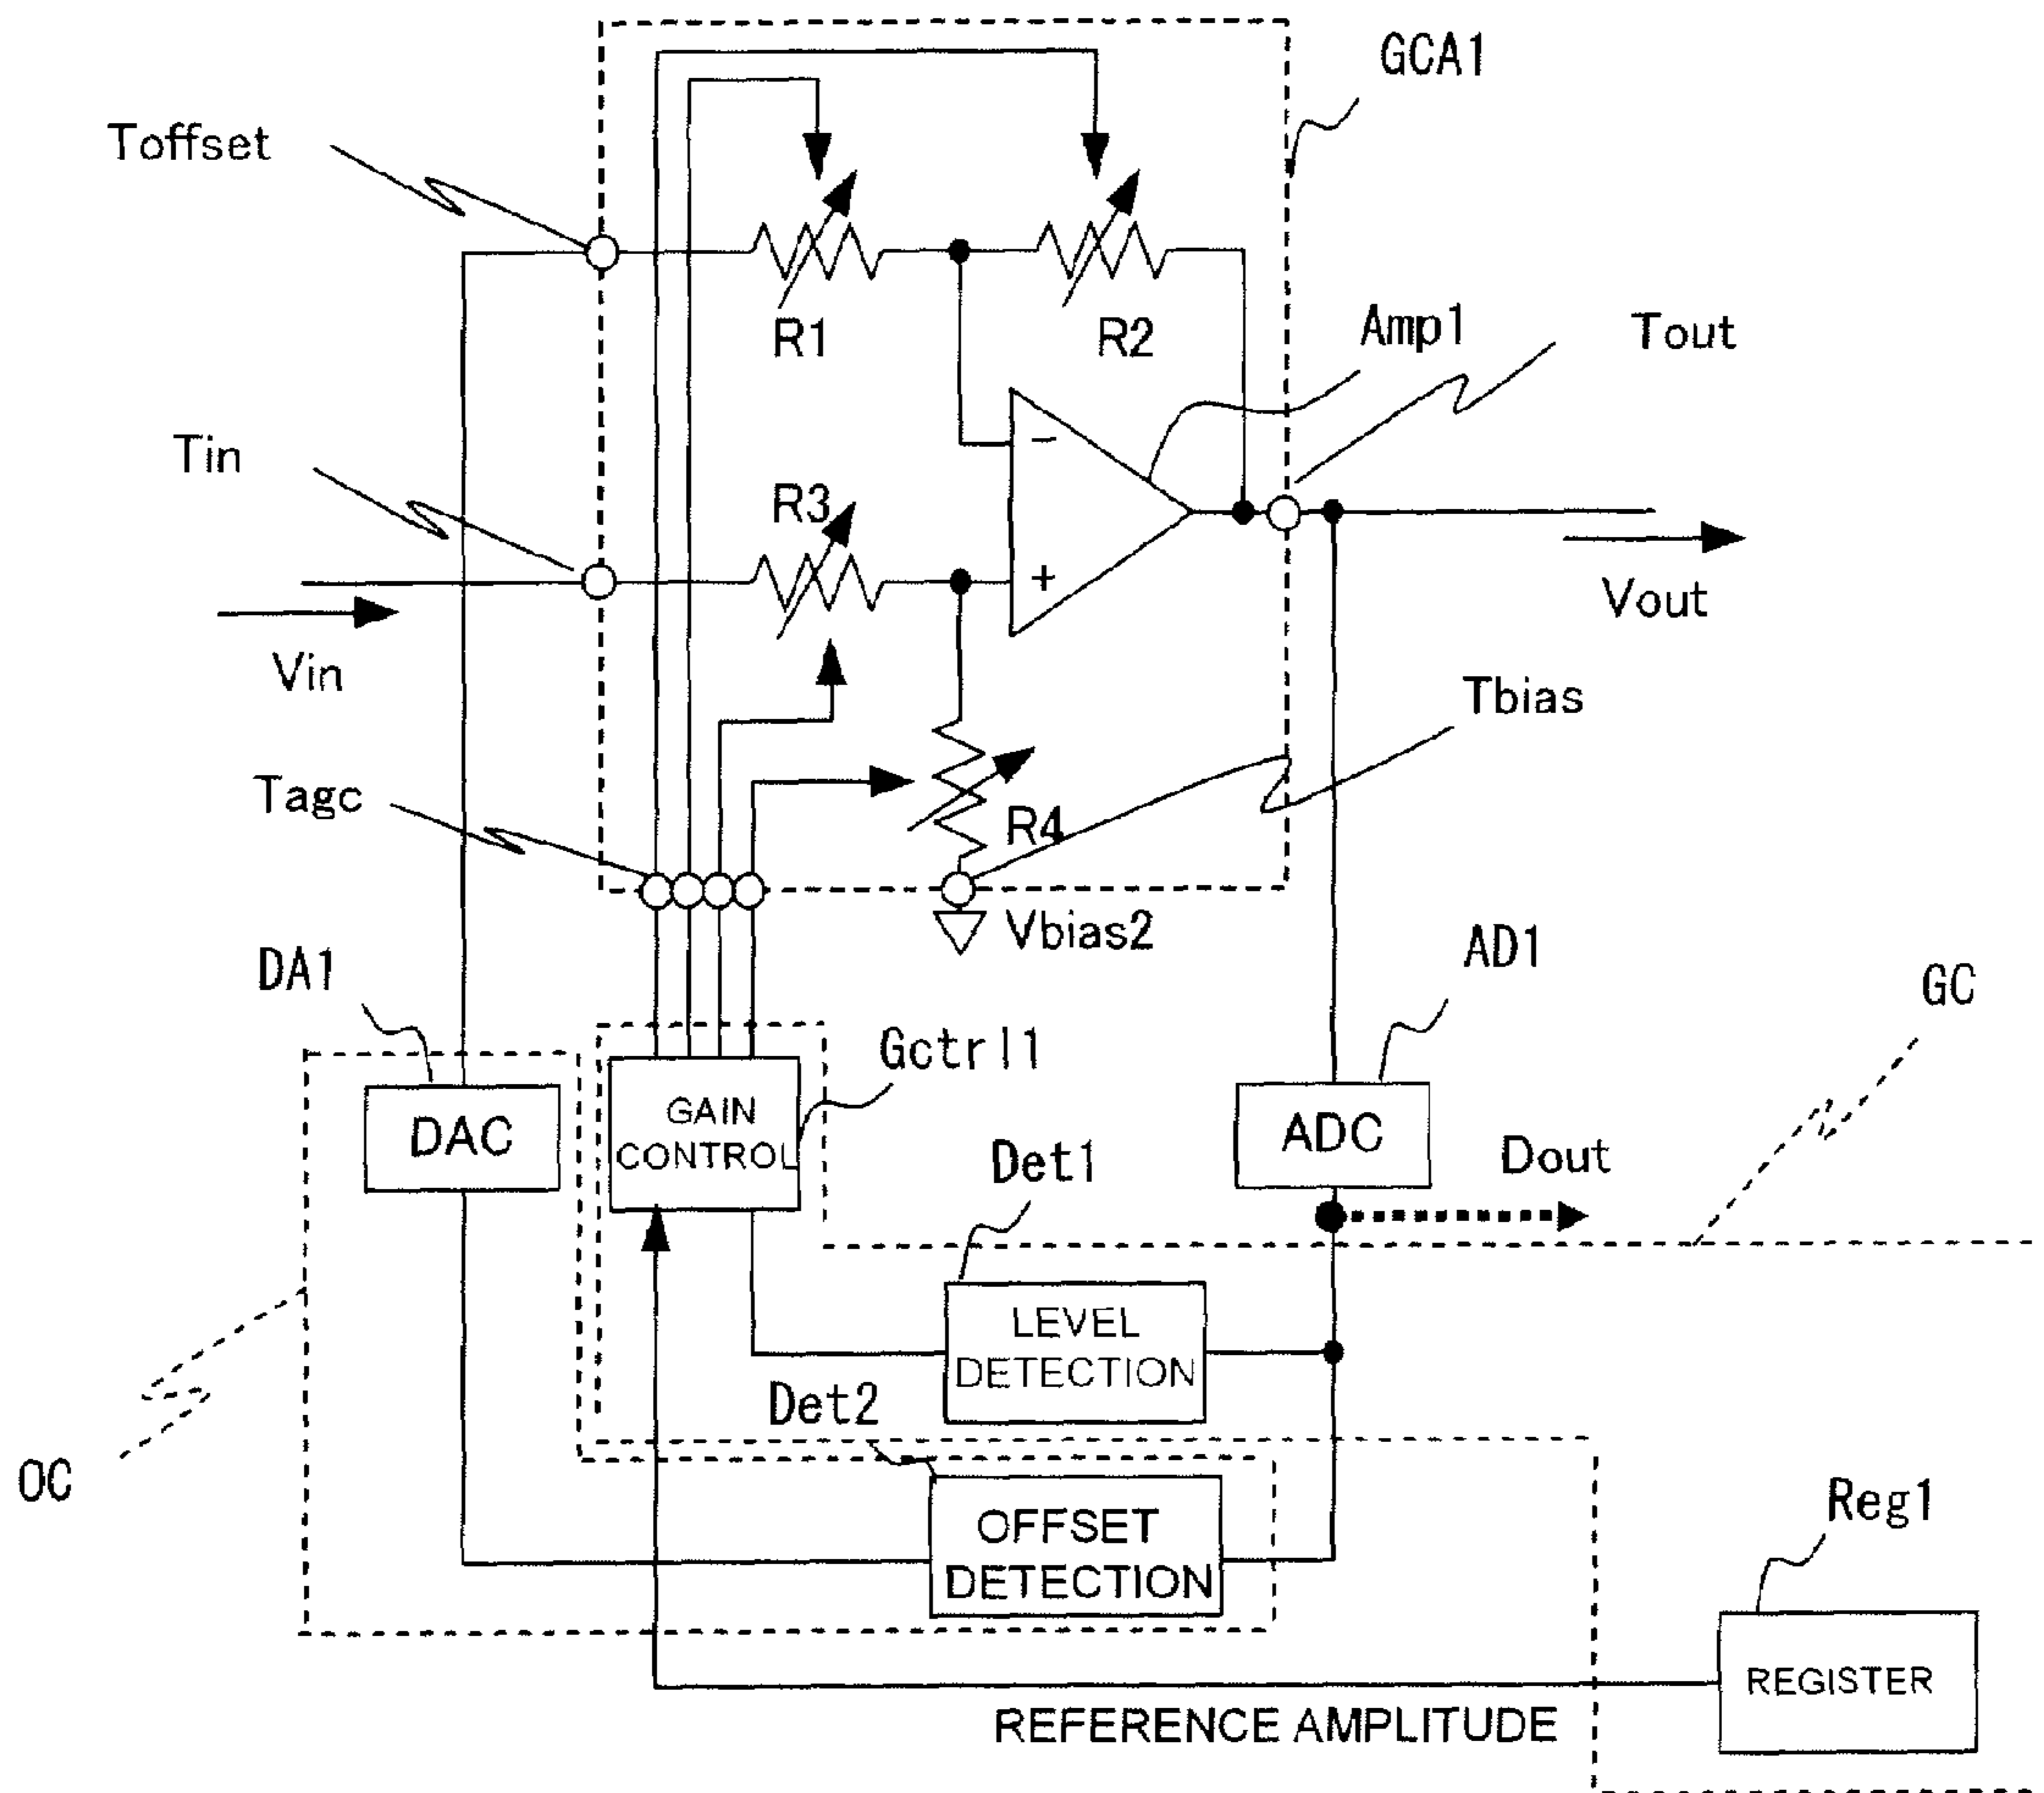 GCA1
Toffset
R1
R2
Amp1
Tout
Tin
R3
−
+
Vin
Vout
Tbias
Tagc
R4
Vbias2
DA1
AD1
GC
Gctrl1
DAC
GAIN
CONTROL
ADC
Dout
Det1
LEVEL
DETECTION
Det2
OC
OFFSET
DETECTION
Reg1
REGISTER
REFERENCE AMPLITUDE